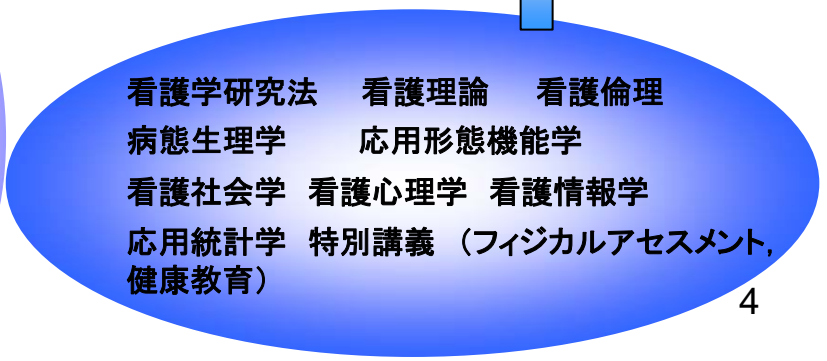 看護学研究法　看護理論　看護倫理
病態生理学　　応用形態機能学
看護社会学　看護心理学　看護情報学
応用統計学　特別講義　（フィジカルアセスメント,
健康教育）
4